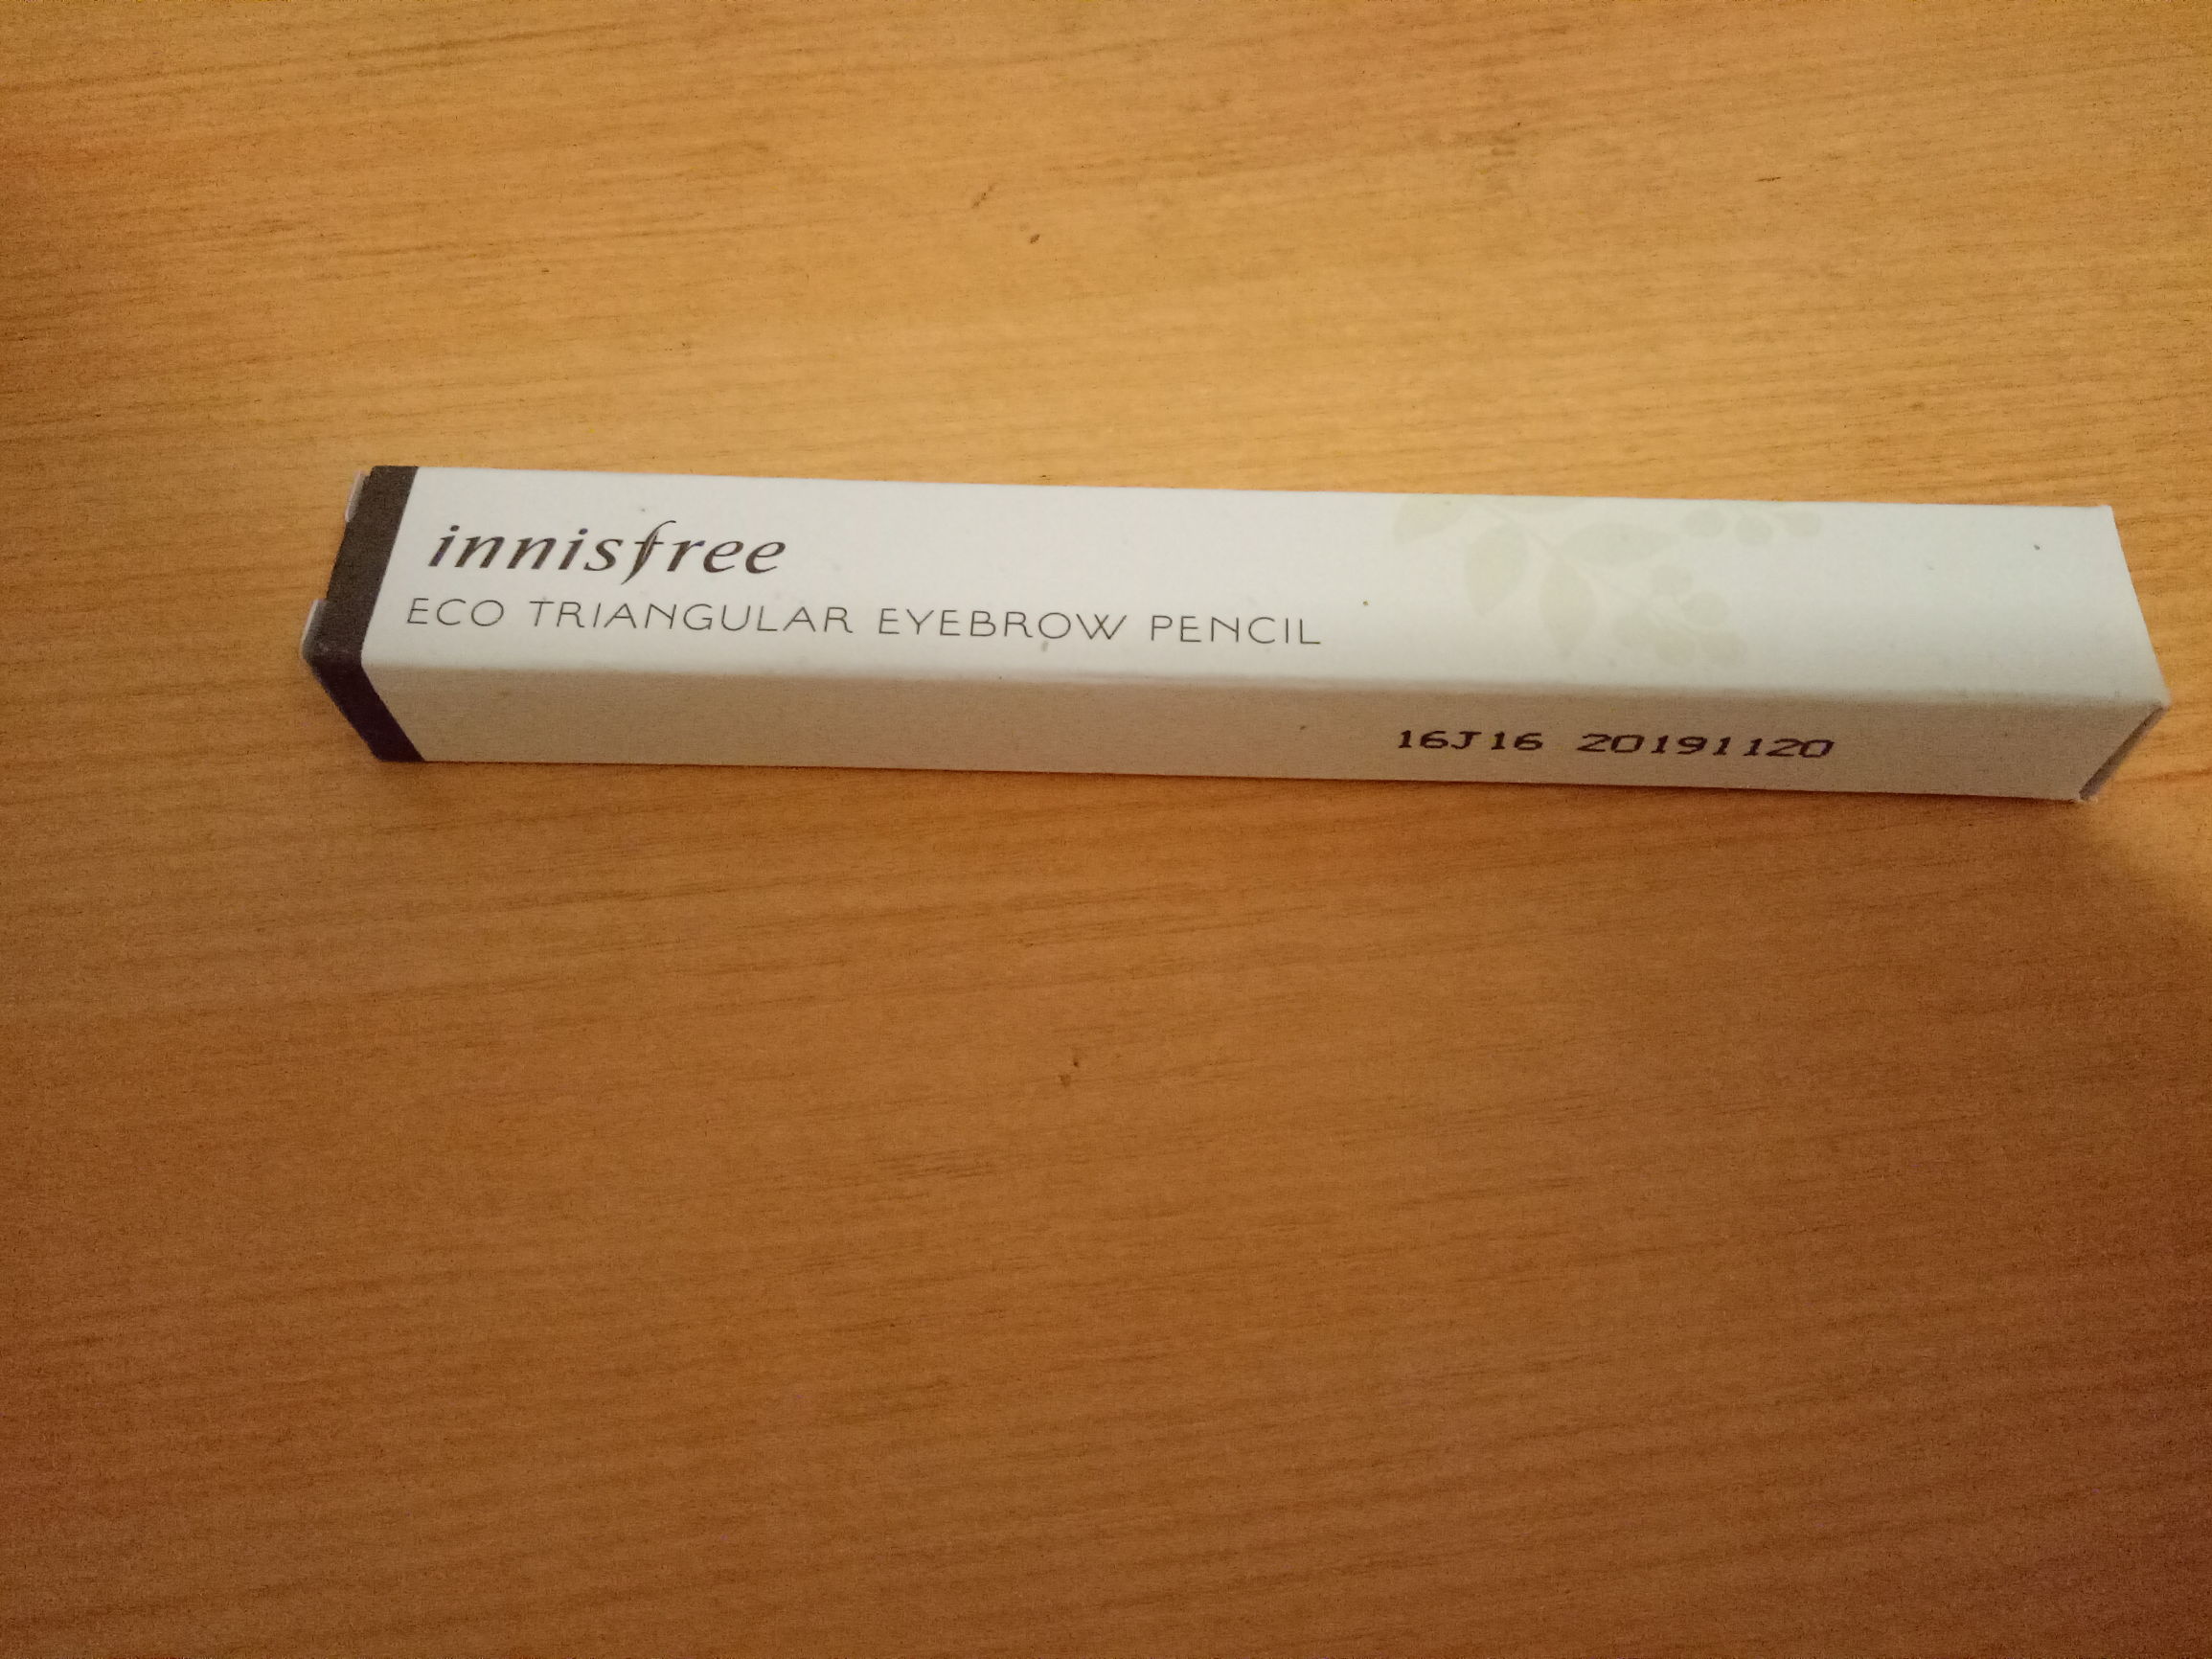 innisfree
ECO TRIANGULAR EYEBROW PENCIL
16J16 20191120